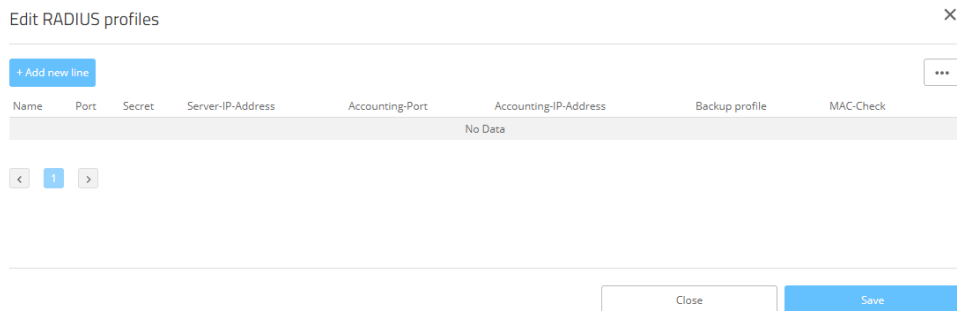 Edit RADIUS profiles
+ Add new line
Name Port Secret Server-IP-Address Accounting-Port Accounting-IP-Address Backup profile MAC-Check
No Data
1
Close Save